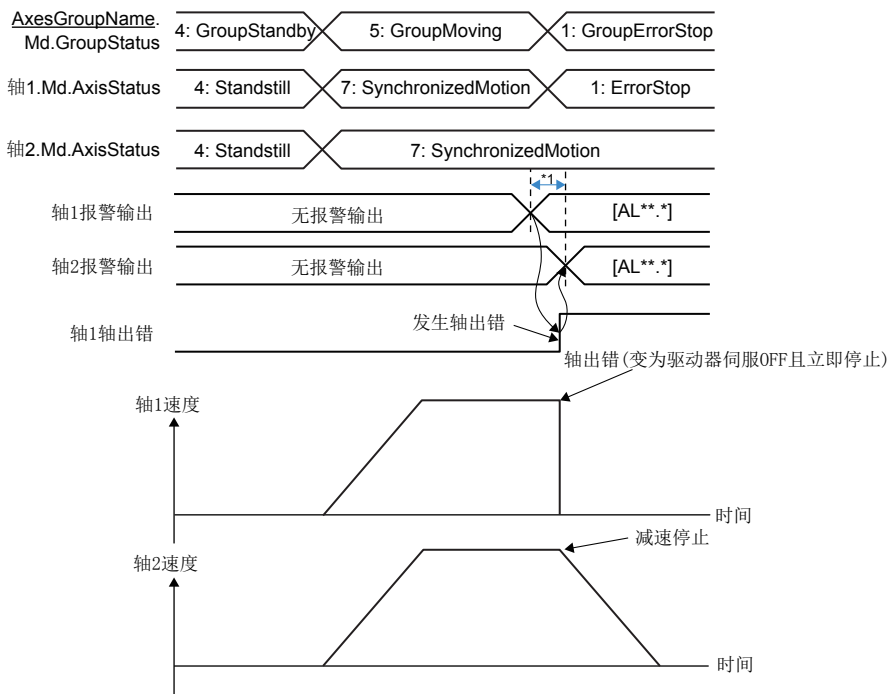 AxesGroupName.
Md.GroupStatus
4: GroupStandby
5: GroupMoving
1: GroupErrorStop
轴1.Md.AxisStatus
4: Standstill
7: SynchronizedMotion
1: ErrorStop
轴2.Md.AxisStatus
4: Standstill
7: SynchronizedMotion
*1
轴1报警输出
无报警输出
[AL**.*]
轴2报警输出
无报警输出
[AL**.*]
轴1轴出错
发生轴出错
轴出错(变为驱动器伺服OFF且立即停止)
轴1速度
时间
减速停止
轴2速度
时间